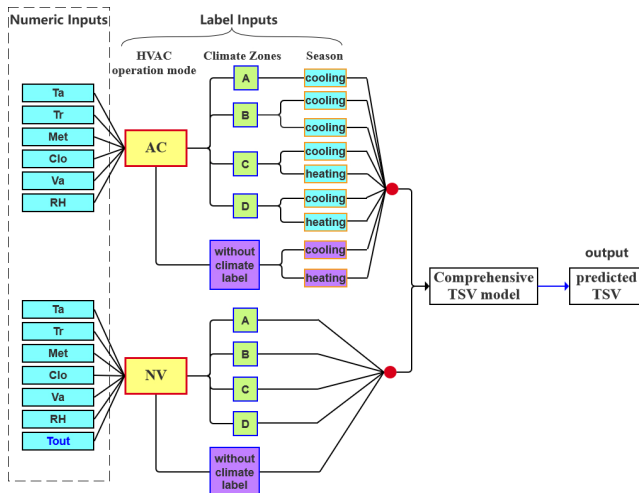 Numeric Inputs
Label Inputs
HVAC
operation mode
Climate Zones
Season
Ta
Tr
Met
Clo
Va
RH
AC
A
B
C
D
without
climate
label
cooling
cooling
cooling
cooling
heating
cooling
heating
cooling
heating
Ta
Tr
Met
Clo
Va
RH
Tout
NV
A
B
C
D
without
climate
label
Comprehensive
TSV model
output
predicted
TSV